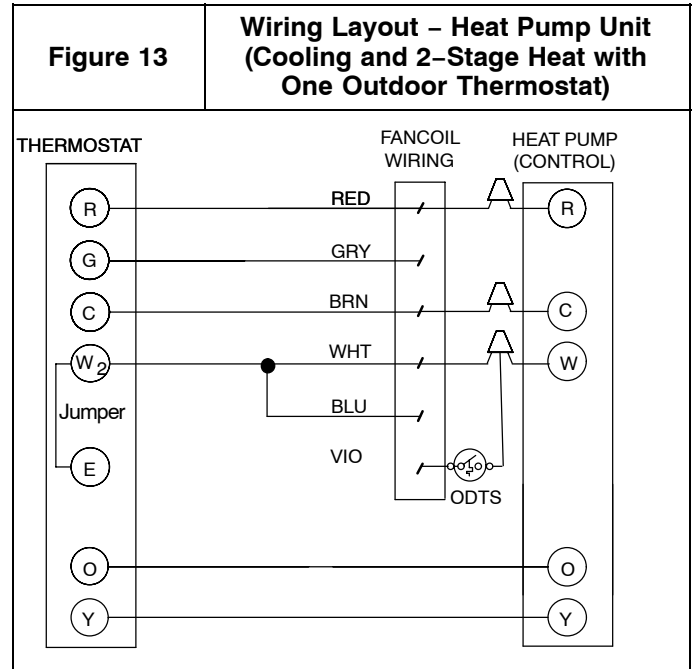 Figure 13
Wiring Layout – Heat Pump Unit
(Cooling and 2–Stage Heat with
One Outdoor Thermostat)
THERMOSTAT
FANCOIL
WIRING
HEAT PUMP
(CONTROL)
R
RED
R
G
GRY
C
BRN
C
W2
WHT
W
Jumper
BLU
E
VIO
ODTS
O
O
Y
Y